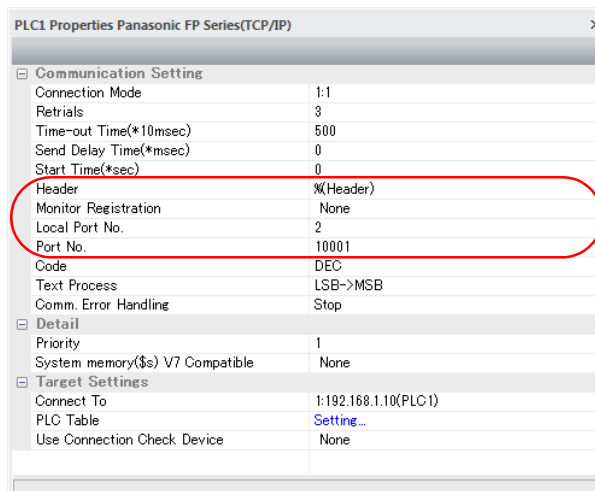 PLC1 Properties Panasonic FP Series(TCP/IP)
Communication Setting
Connection Mode 1:1
Retrials 3
Time-out Time(*10msec) 500
Send Delay Time(*msec) 0
Start Time(*sec) 0
Header %(Header)
Monitor Registration None
Local Port No. 2
Port No. 10001
Code DEC
Text Process LSB->MSB
Comm. Error Handling Stop
Detail
Priority 1
System memory($s) V7 Compatible None
Target Settings
Connect To 1:192.168.1.10(PLC1)
PLC Table Setting...
Use Connection Check Device None